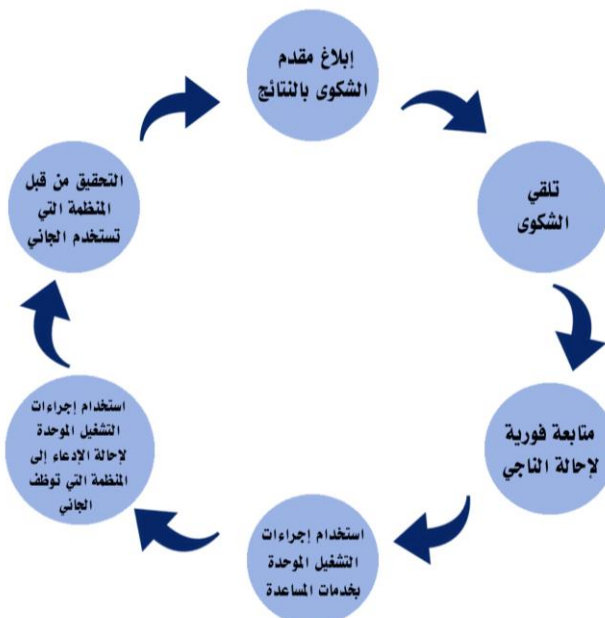 إبلاغ مقدم
الشكوى بالنتائج
تلقي
الشكوى
متابعة فورية
لإحالة الناجي
استخدام إجراءات
التشغيل الموحدة
بخدمات المساعدة
استخدام إجراءات
التشغيل الموحدة
لإحالة الإدعاء إلى
المنظمة التي توظف
الجاني
التحقيق من قبل
المنظمة التي
تستخدم الجاني